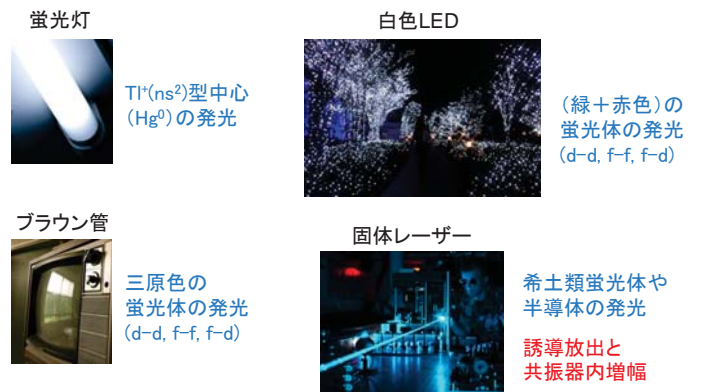 蛍光灯
Tl⁺(ns²)型中心
(Hg⁰)の発光
白色LED
(緑＋赤色)の
蛍光体の発光
(d-d, f-f, f-d)
ブラウン管
三原色の
蛍光体の発光
(d-d, f-f, f-d)
固体レーザー
希土類蛍光体や
半導体の発光
誘導放出と
共振器内増幅